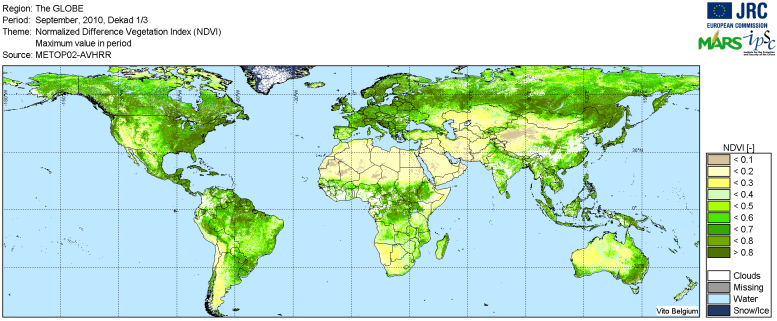 Region: The GLOBE
Period: September, 2010, Dekad 1/3
Theme: Normalized Difference Vegetation Index (NDVI)
Maximum value in period
Source: METOP02-AVHRR
JRC
EUROPEAN COMMISSION
MARS
ipsc
NDVI [-]
< 0.1
< 0.2
< 0.3
< 0.4
< 0.5
< 0.6
< 0.7
< 0.8
> 0.8
Clouds
Missing
Water
Snow/Ice
Vito Belgium